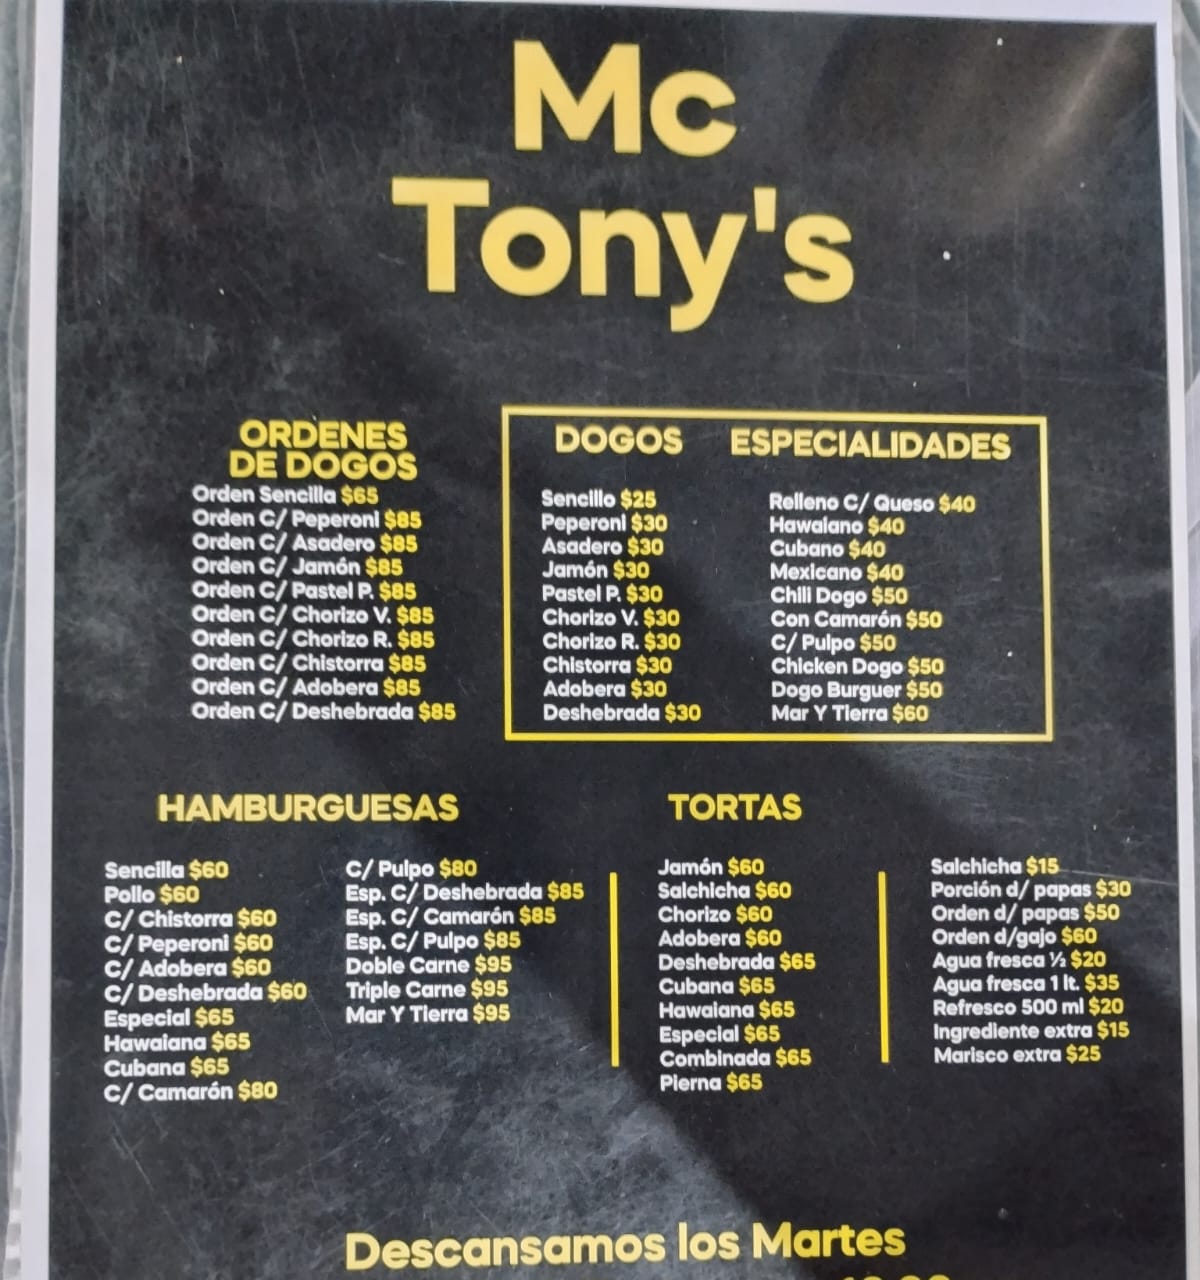 Mc
Tony's
ORDENES
DE DOGOS
Orden Sencilla $65
Orden C/ Peperoni $85
Orden C/ Asadero $85
Orden C/ Jamón $85
Orden C/ Pastel P. $85
Orden C/ Chorizo V. $85
Orden C/ Chorizo R. $85
Orden C/ Chistorra $85
Orden C/ Adobera $85
Orden C/ Deshebrada $85
DOGOS
Sencillo $25
Peperoni $30
Asadero $30
Jamón $30
Pastel P. $30
Chorizo V. $30
Chorizo R. $30
Chistorra $30
Adobera $30
Deshebrada $30
ESPECIALIDADES
Relleno C/ Queso $40
Hawaiano $40
Cubano $40
Mexicano $40
Chili Dogo $50
Con Camarón $50
C/ Pulpo $50
Chicken Dogo $50
Dogo Burguer $50
Mar Y Tierra $60
HAMBURGUESAS
Sencilla $60
Pollo $60
C/ Chistorra $60
C/ Peperoni $60
C/ Adobera $60
C/ Deshebrada $60
Especial $65
Hawaiana $65
Cubana $65
C/ Camarón $80
C/ Pulpo $80
Esp. C/ Deshebrada $85
Esp. C/ Camarón $85
Esp. C/ Pulpo $85
Doble Carne $95
Triple Carne $95
Mar Y Tierra $95
TORTAS
Jamón $60
Salchicha $60
Chorizo $60
Adobera $60
Deshebrada $65
Cubana $65
Hawaiana $65
Especial $65
Combinada $65
Pierna $65
Salchicha $15
Porción d/ papas $30
Orden d/ papas $50
Orden d/gajo $60
Agua fresca ½ $20
Agua fresca 1 lt. $35
Refresco 500 ml $20
Ingrediente extra $15
Marisco extra $25
Descansamos los Martes